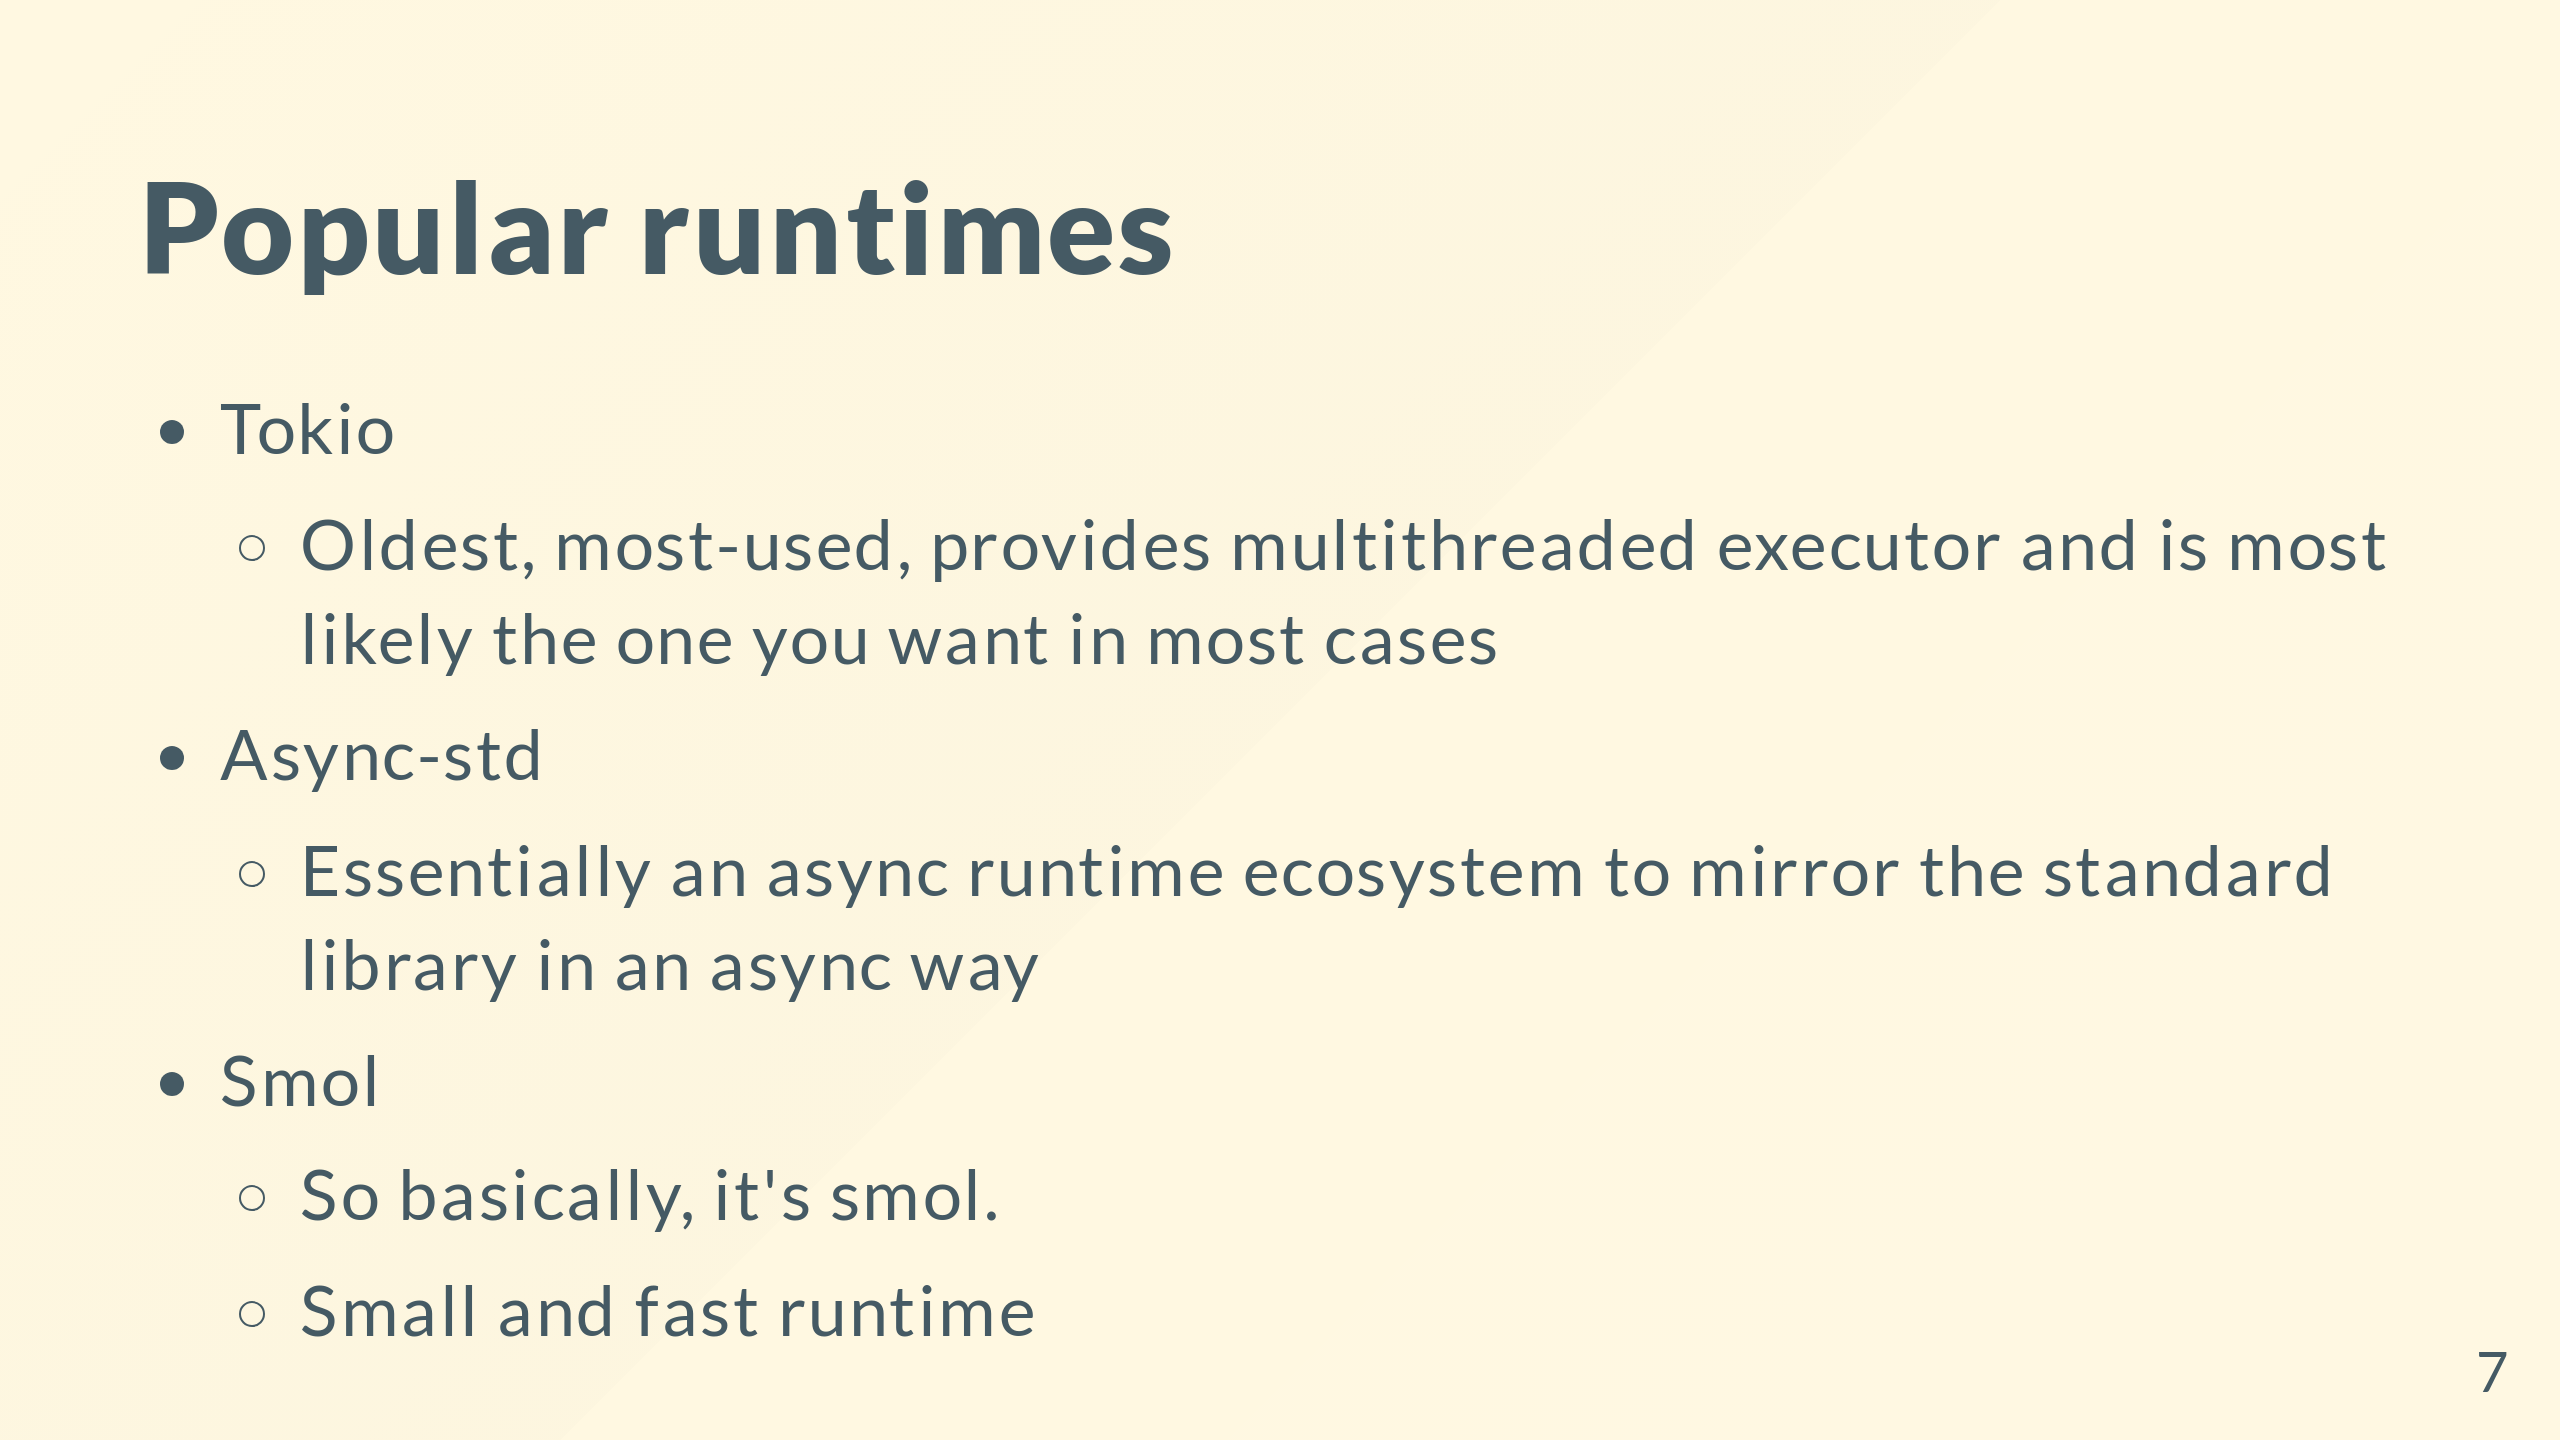 Popular runtimes
Tokio
Oldest, most-used, provides multithreaded executor and is most
likely the one you want in most cases
Async-std
Essentially an async runtime ecosystem to mirror the standard
library in an async way
Smol
So basically, it's smol.
Small and fast runtime
7